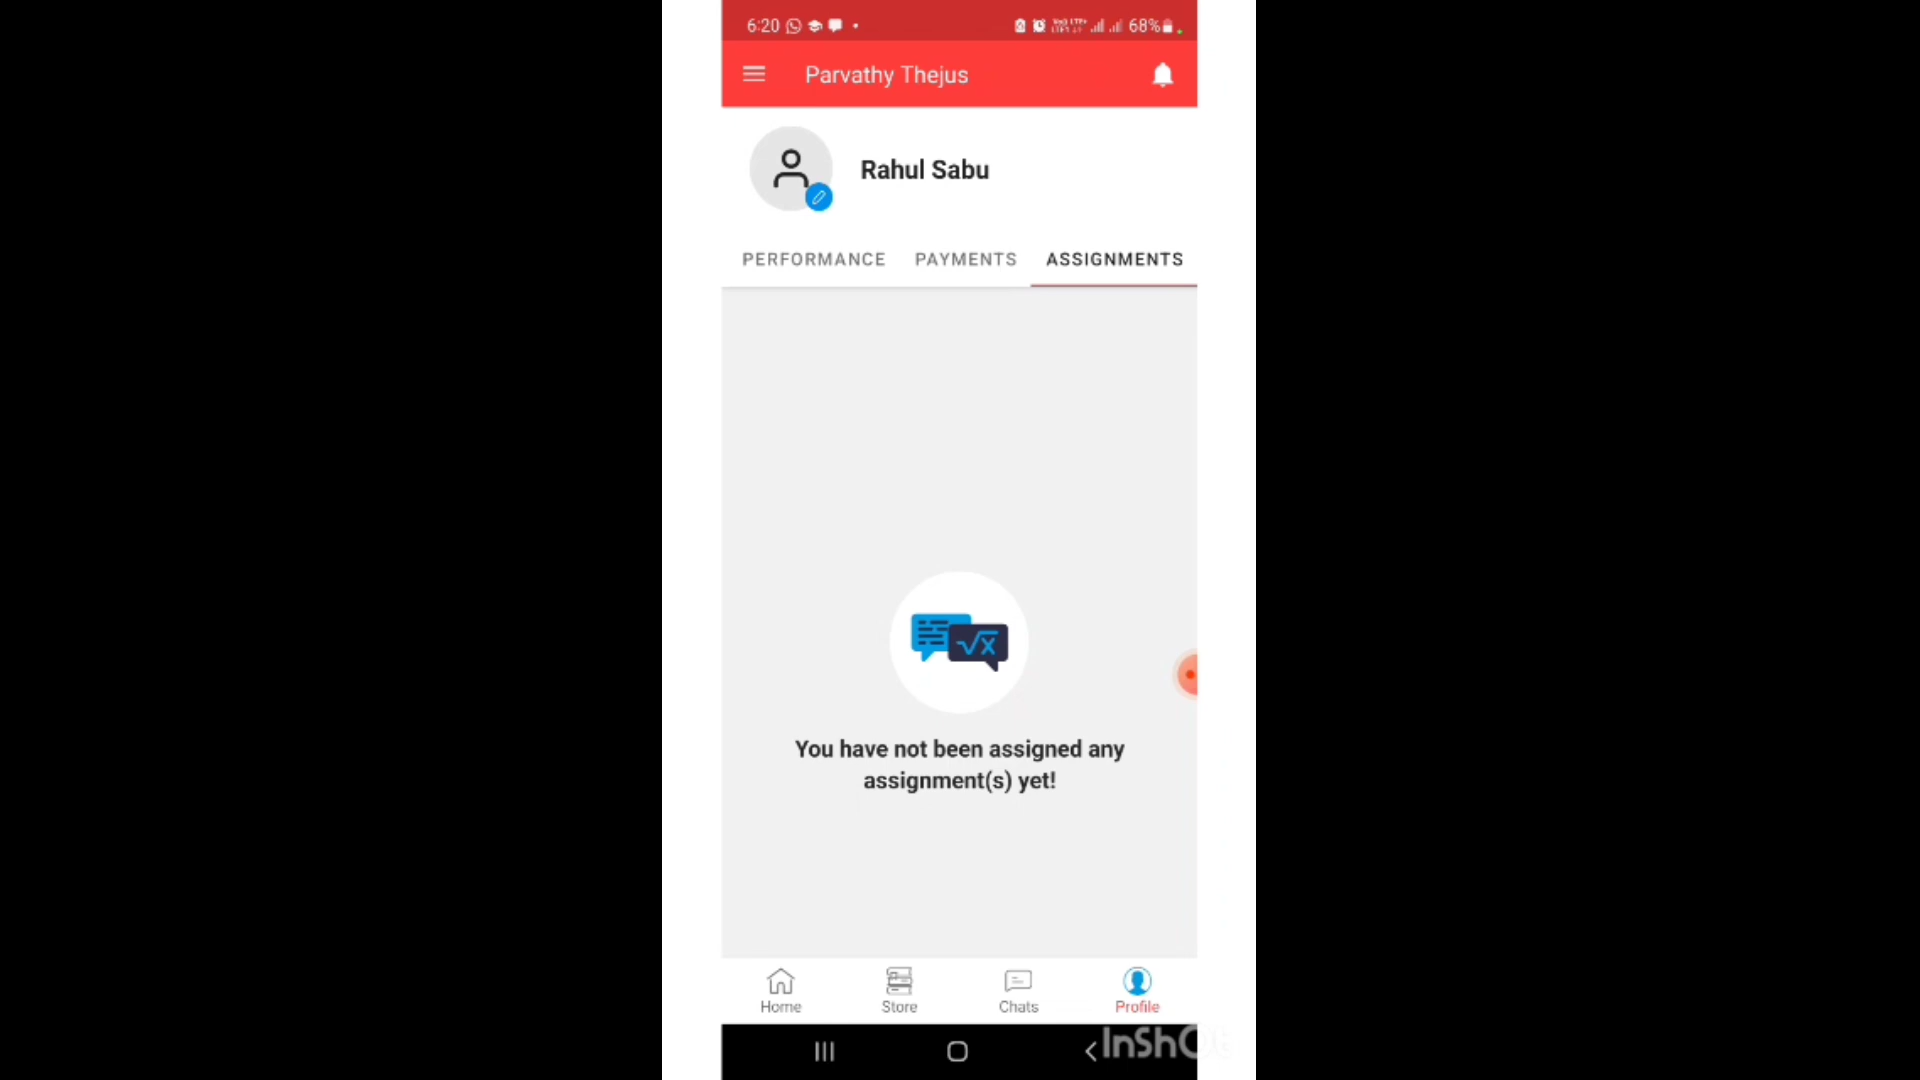 6:20 68%
Parvathy Thejus
Rahul Sabu
PERFORMANCE PAYMENTS ASSIGNMENTS
√x
You have not been assigned any
assignment(s) yet!
Home Store Chats Profile
InShOt